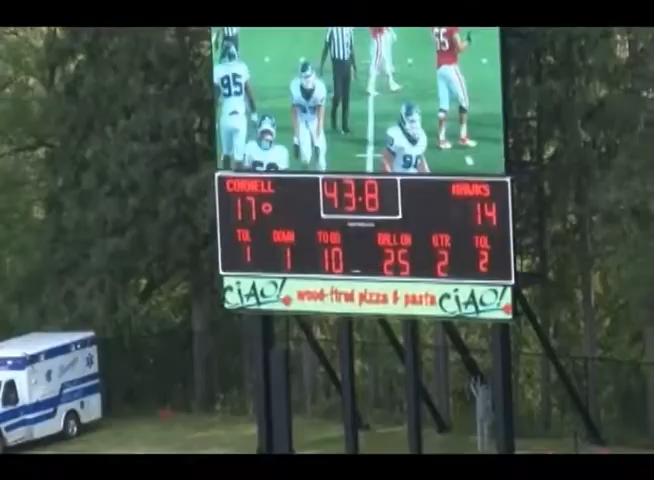 95
55
90
CORNELL
43.8
HAWKS
17
14
TOL DOWN TO GO BALL ON QTR TOL
1 1 10 25 2 2
CiAO! wood-fired pizza & pasta CiAO!